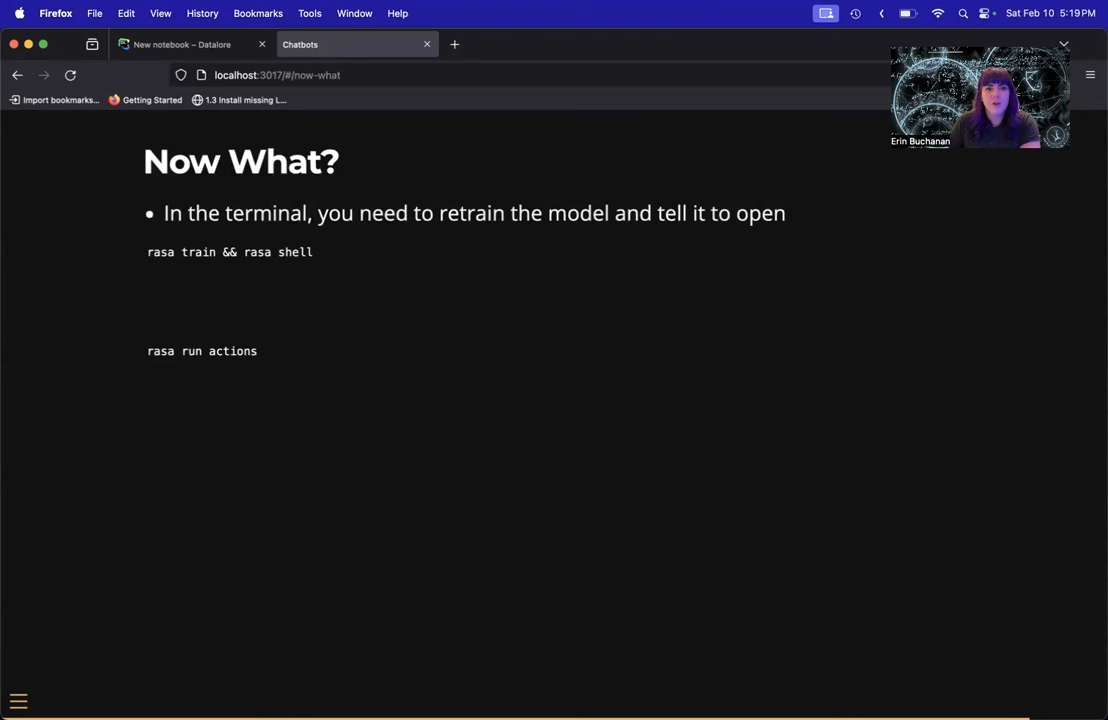 Firefox File Edit View History Bookmarks Tools Window Help Sat Feb 10 5:19 PM
New notebook – Datalore Chatbots
localhost:3017/#/now-what
Import bookmarks... Getting Started 1.3 Install missing L...
Erin Buchanan
Now What?
• In the terminal, you need to retrain the model and tell it to open
rasa train && rasa shell
rasa run actions